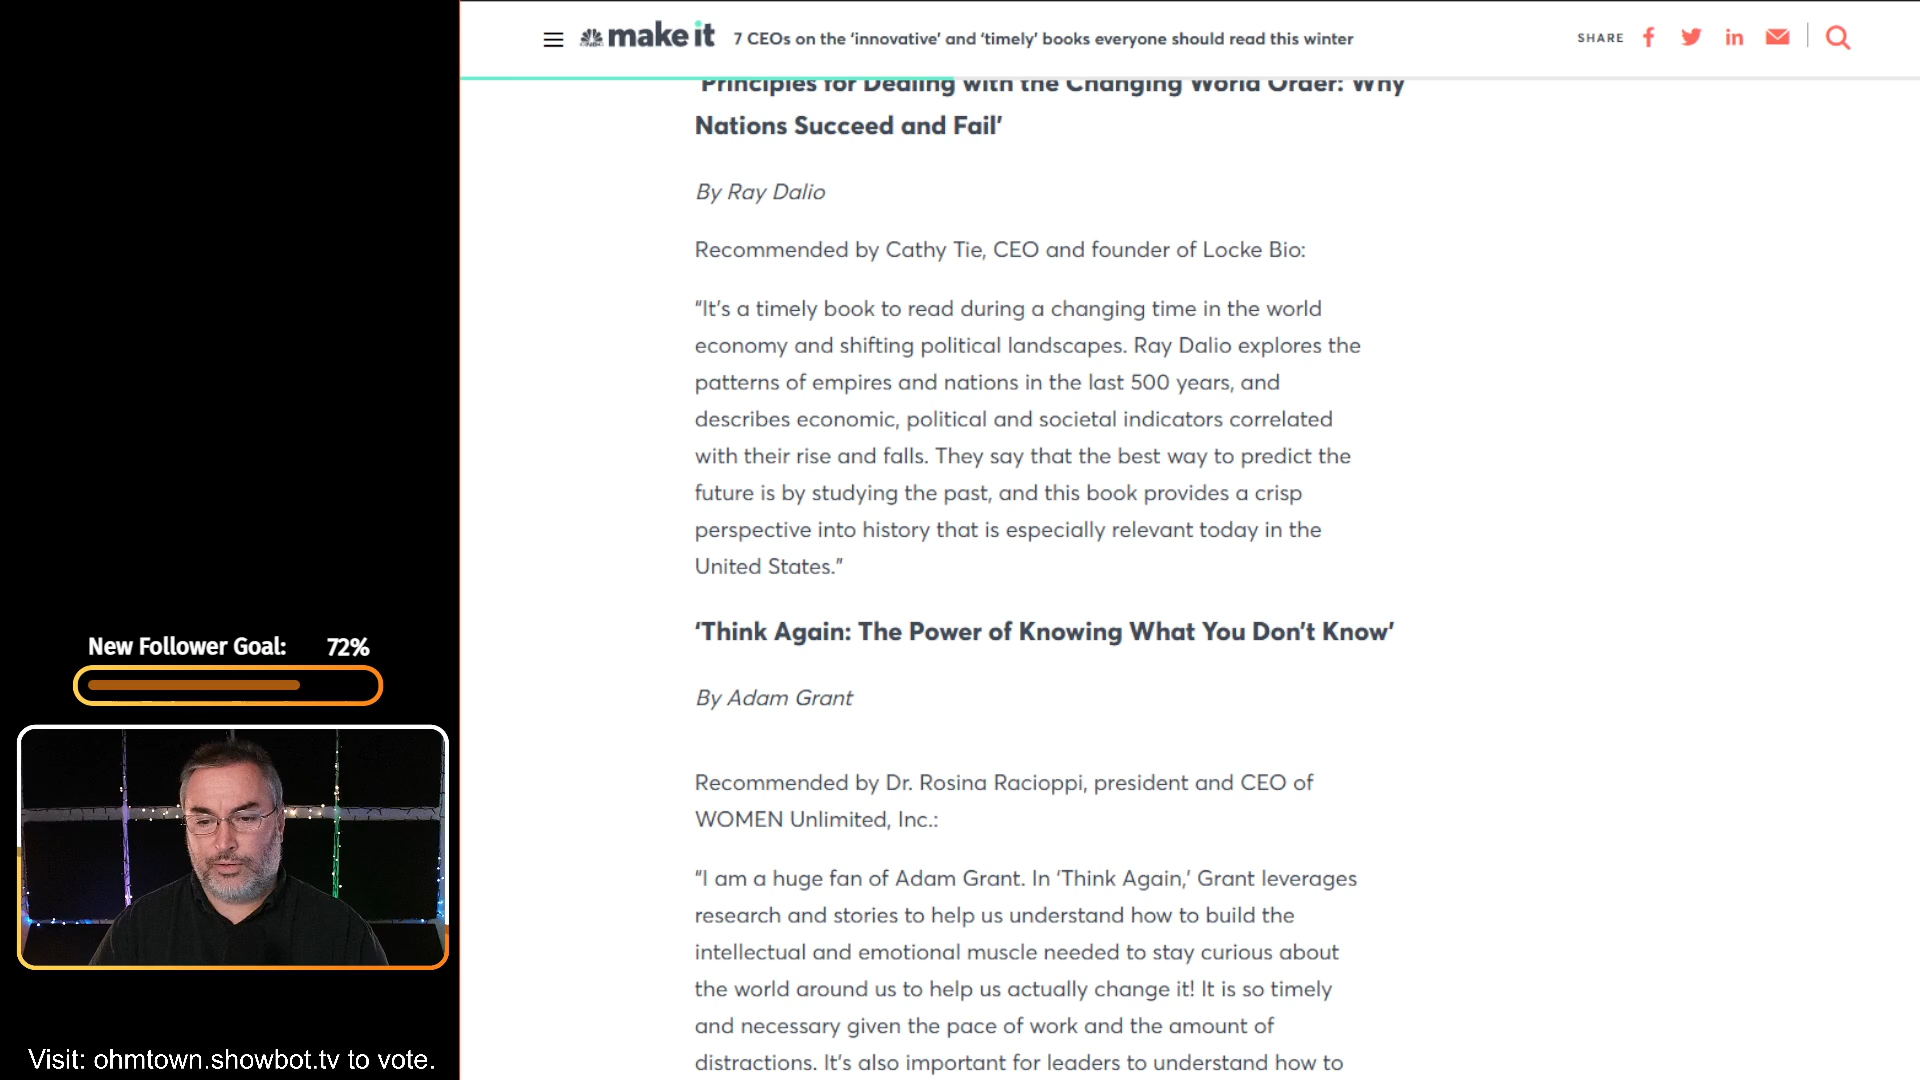 make it
7 CEOs on the ‘innovative’ and ‘timely’ books everyone should read this winter
SHARE
‘Principles for Dealing with the Changing World Order: Why
Nations Succeed and Fail’
By Ray Dalio
Recommended by Cathy Tie, CEO and founder of Locke Bio:
“It’s a timely book to read during a changing time in the world
economy and shifting political landscapes. Ray Dalio explores the
patterns of empires and nations in the last 500 years, and
describes economic, political and societal indicators correlated
with their rise and falls. They say that the best way to predict the
future is by studying the past, and this book provides a crisp
perspective into history that is especially relevant today in the
United States.”
‘Think Again: The Power of Knowing What You Don’t Know’
By Adam Grant
Recommended by Dr. Rosina Racioppi, president and CEO of
WOMEN Unlimited, Inc.:
“I am a huge fan of Adam Grant. In ‘Think Again,’ Grant leverages
research and stories to help us understand how to build the
intellectual and emotional muscle needed to stay curious about
the world around us to help us actually change it! It is so timely
and necessary given the pace of work and the amount of
distractions. It’s also important for leaders to understand how to
New Follower Goal: 72%
Visit: ohmtown.showbot.tv to vote.